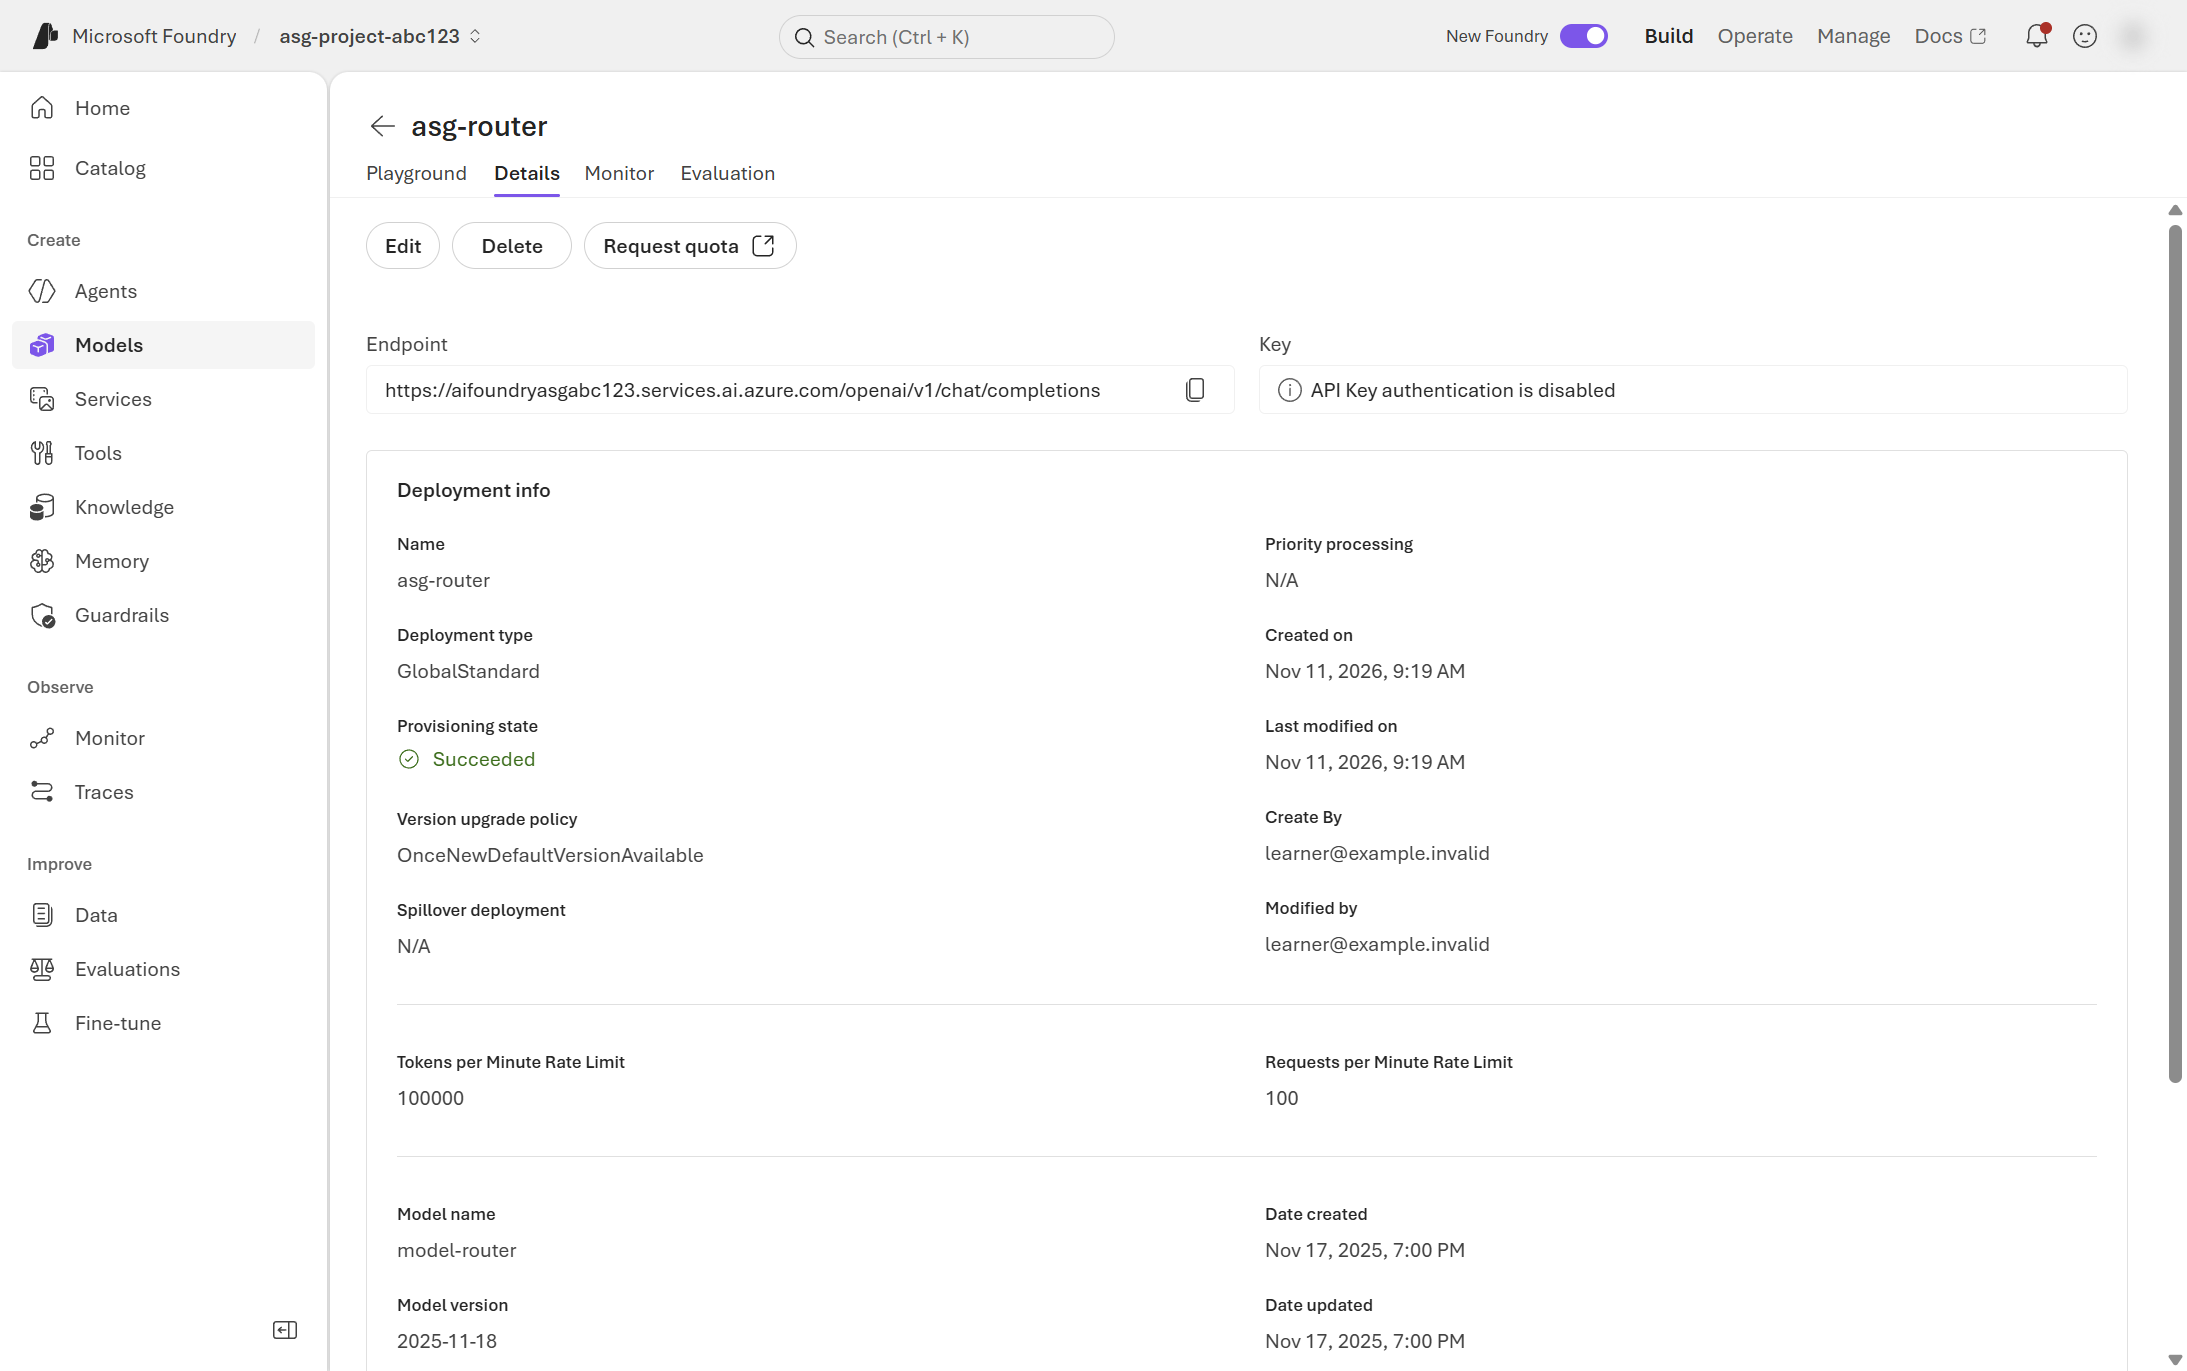 Microsoft Foundry / asg-project-abc123
Search (Ctrl + K)
New Foundry
Build
Operate
Manage
Docs
Home
Catalog
Create
Agents
Models
Services
Tools
Knowledge
Memory
Guardrails
Observe
Monitor
Traces
Improve
Data
Evaluations
Fine-tune
asg-router
Playground
Details
Monitor
Evaluation
Edit
Delete
Request quota
Endpoint
https://aifoundryasgabc123.services.ai.azure.com/openai/v1/chat/completions
Key
API Key authentication is disabled
Deployment info
Name
asg-router
Deployment type
GlobalStandard
Provisioning state
Succeeded
Version upgrade policy
OnceNewDefaultVersionAvailable
Spillover deployment
N/A
Priority processing
N/A
Created on
Nov 11, 2026, 9:19 AM
Last modified on
Nov 11, 2026, 9:19 AM
Create By
learner@example.invalid
Modified by
learner@example.invalid
Tokens per Minute Rate Limit
100000
Requests per Minute Rate Limit
100
Model name
model-router
Model version
2025-11-18
Date created
Nov 17, 2025, 7:00 PM
Date updated
Nov 17, 2025, 7:00 PM